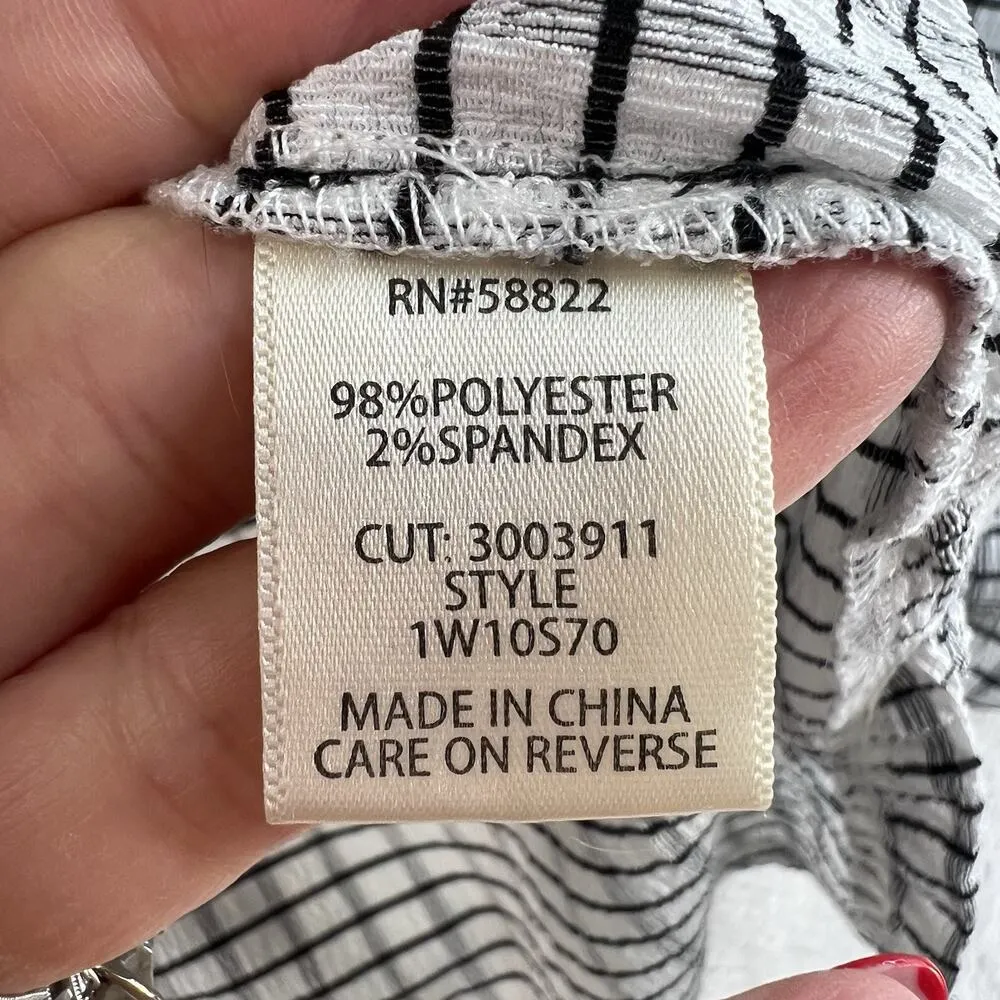 RN#58822
98%POLYESTER
2%SPANDEX
CUT: 3003911
STYLE
1W10S70
MADE IN CHINA
CARE ON REVERSE